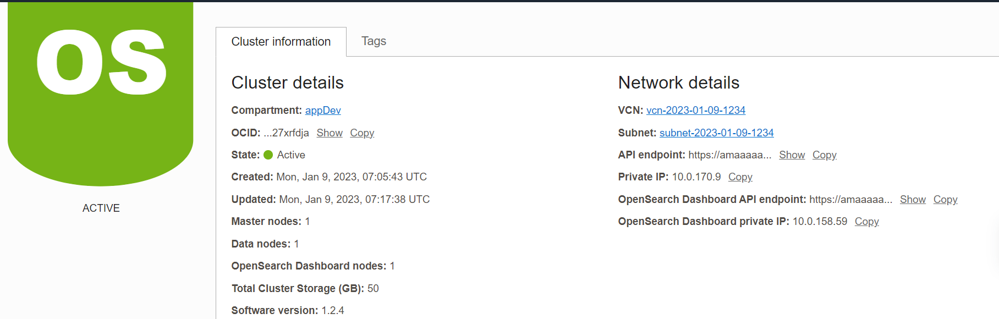 os
ACTIVE
Cluster information
Tags
Cluster details
Compartment: appDev
OCID: ...27xrfdja Show Copy
State: Active
Created: Mon, Jan 9, 2023, 07:05:43 UTC
Updated: Mon, Jan 9, 2023, 07:17:38 UTC
Master nodes: 1
Data nodes: 1
OpenSearch Dashboard nodes: 1
Total Cluster Storage (GB): 50
Software version: 1.2.4
Network details
VCN: vcn-2023-01-09-1234
Subnet: subnet-2023-01-09-1234
API endpoint: https://amaaaaa... Show Copy
Private IP: 10.0.170.9 Copy
OpenSearch Dashboard API endpoint: https://amaaaaa... Show Copy
OpenSearch Dashboard private IP: 10.0.158.59 Copy